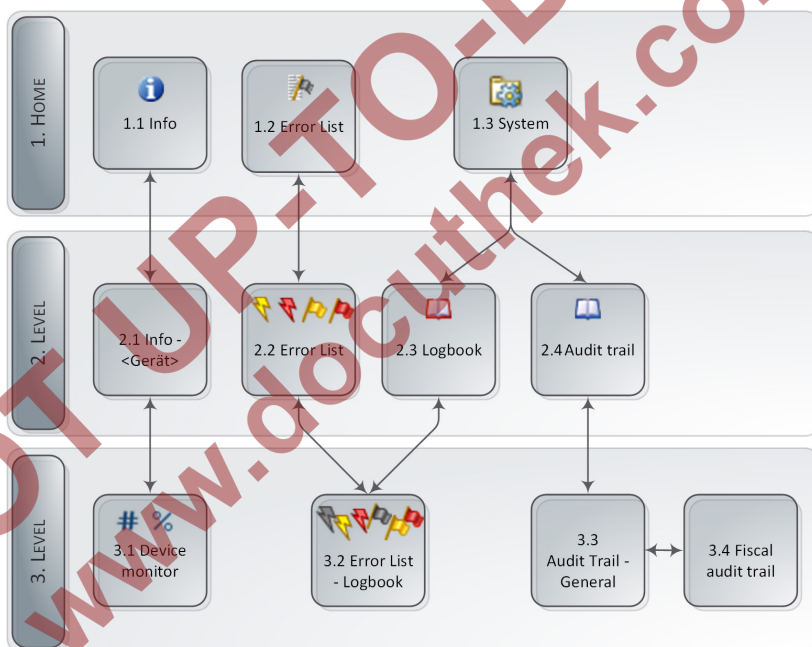 1. HOME
1.1 Info
1.2 Error List
1.3 System
2. LEVEL
2.1 Info -
<Gerät>
2.2 Error List
2.3 Logbook
2.4 Audit trail
3. LEVEL
# %
3.1 Device
monitor
3.2 Error List
- Logbook
3.3
Audit Trail -
General
3.4 Fiscal
audit trail
OT UP-TO-D
www.docuthek.com